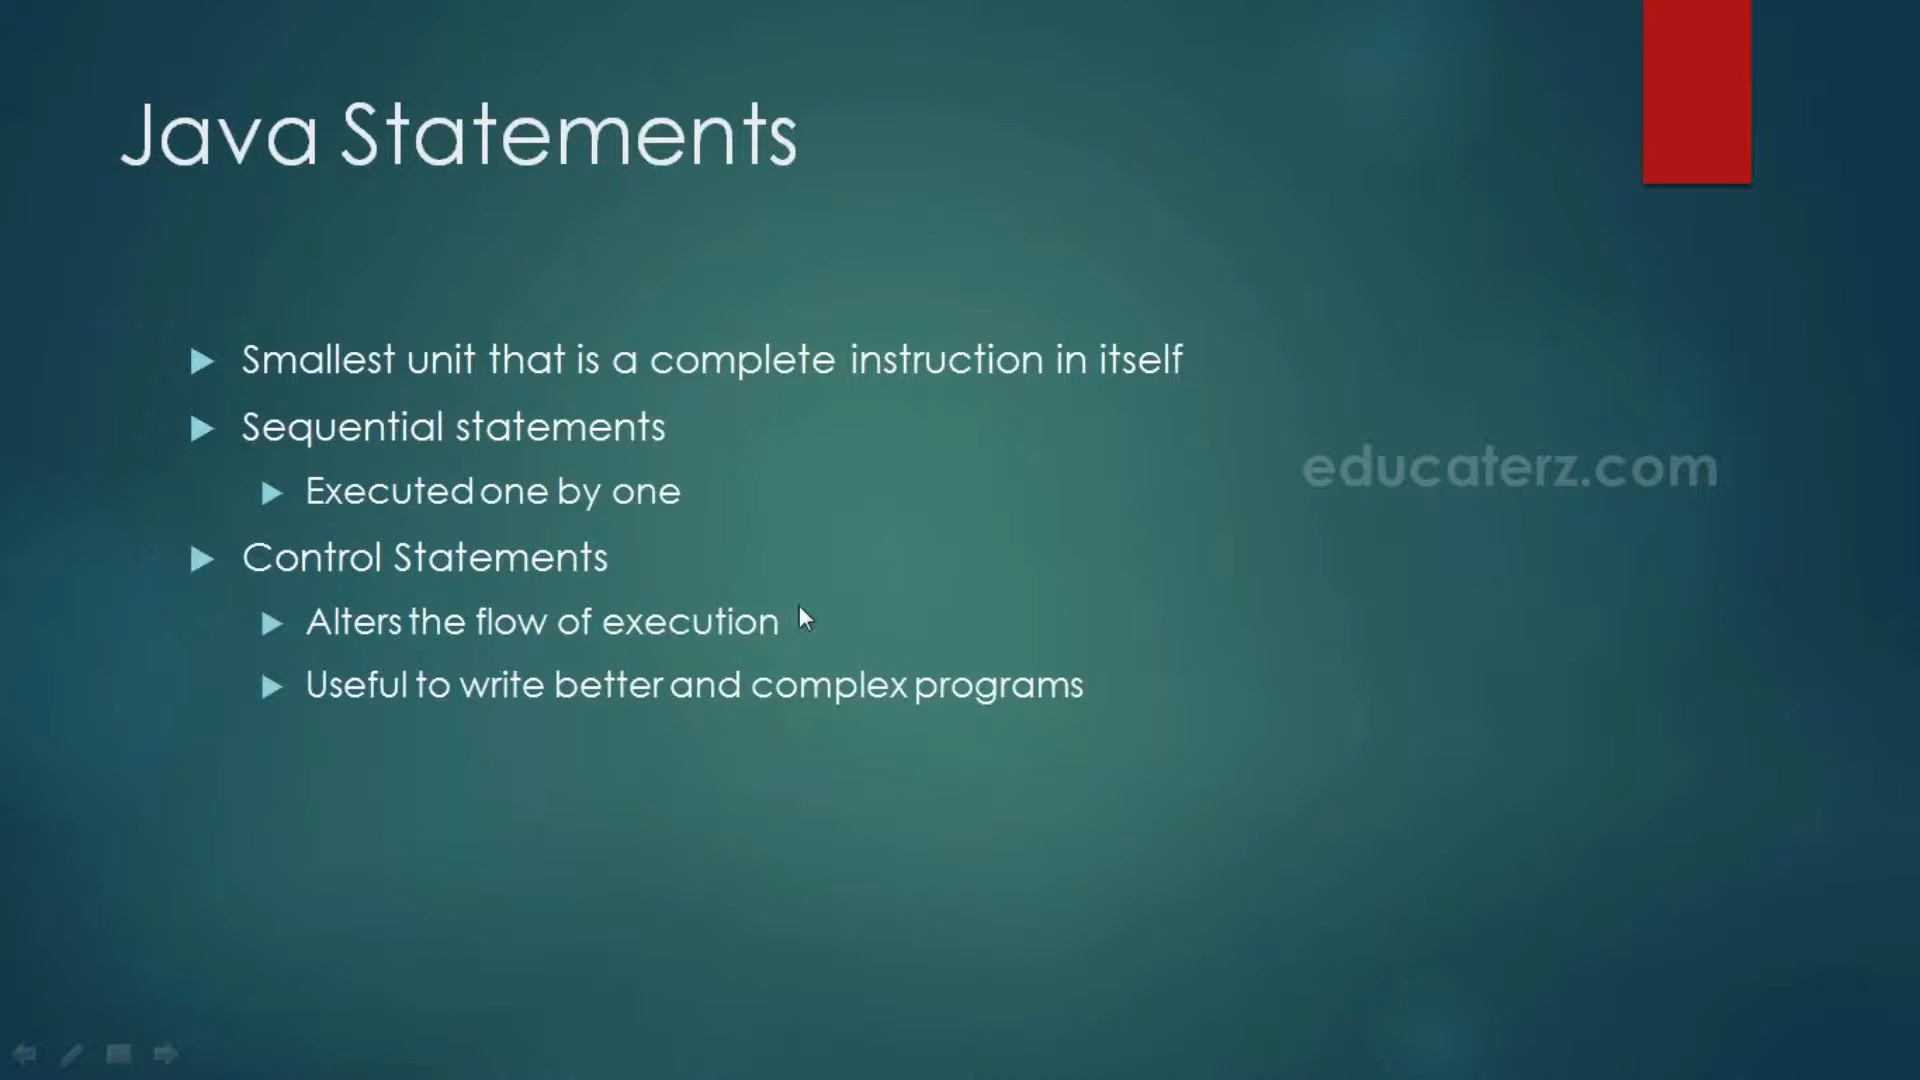 Java Statements
Smallest unit that is a complete instruction in itself
Sequential statements
educaterz.com
Executed one by one
Control Statements
Alters the flow of execution
Useful to write better and complex programs